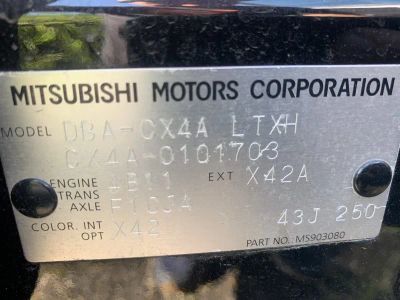 MITSUBISHI MOTORS CORPORATION
MODEL DBA-CX4A LTXH
CX4A-0101703
ENGINE 4B11 EXT X42A
TRANS AXLE F1CJA 43J 250
COLOR. INT OPT X42
PART NO. MS903080